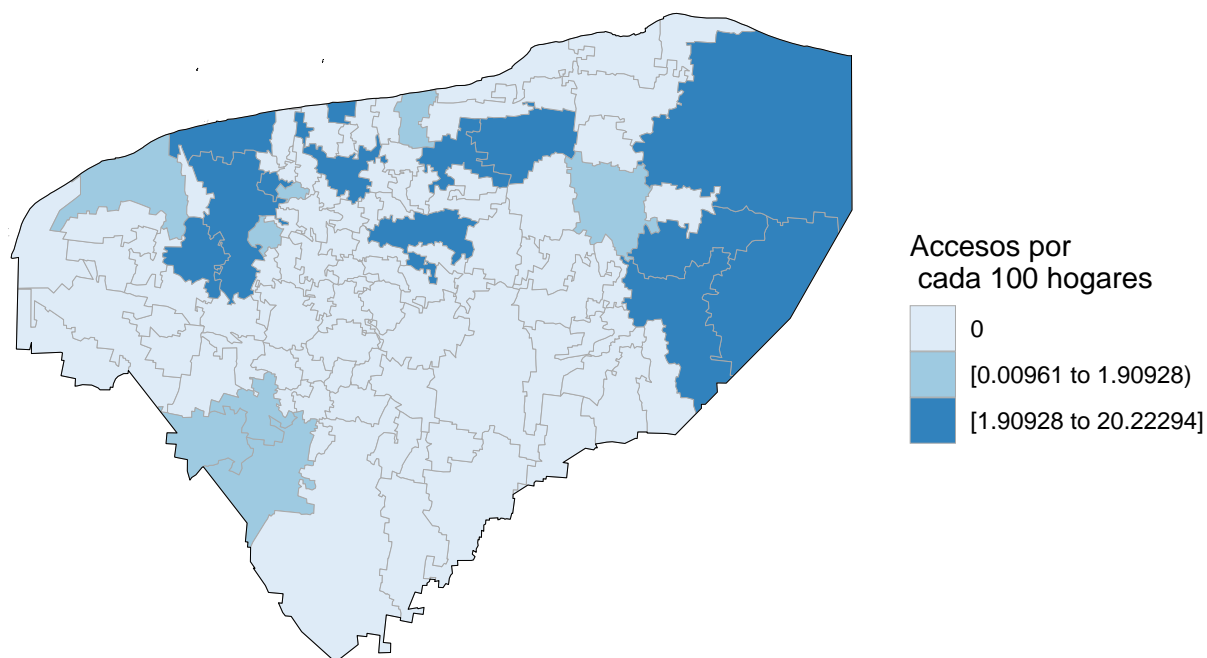 Accesos por
cada 100 hogares
0
[0.00961 to 1.90928)
[1.90928 to 20.22294]